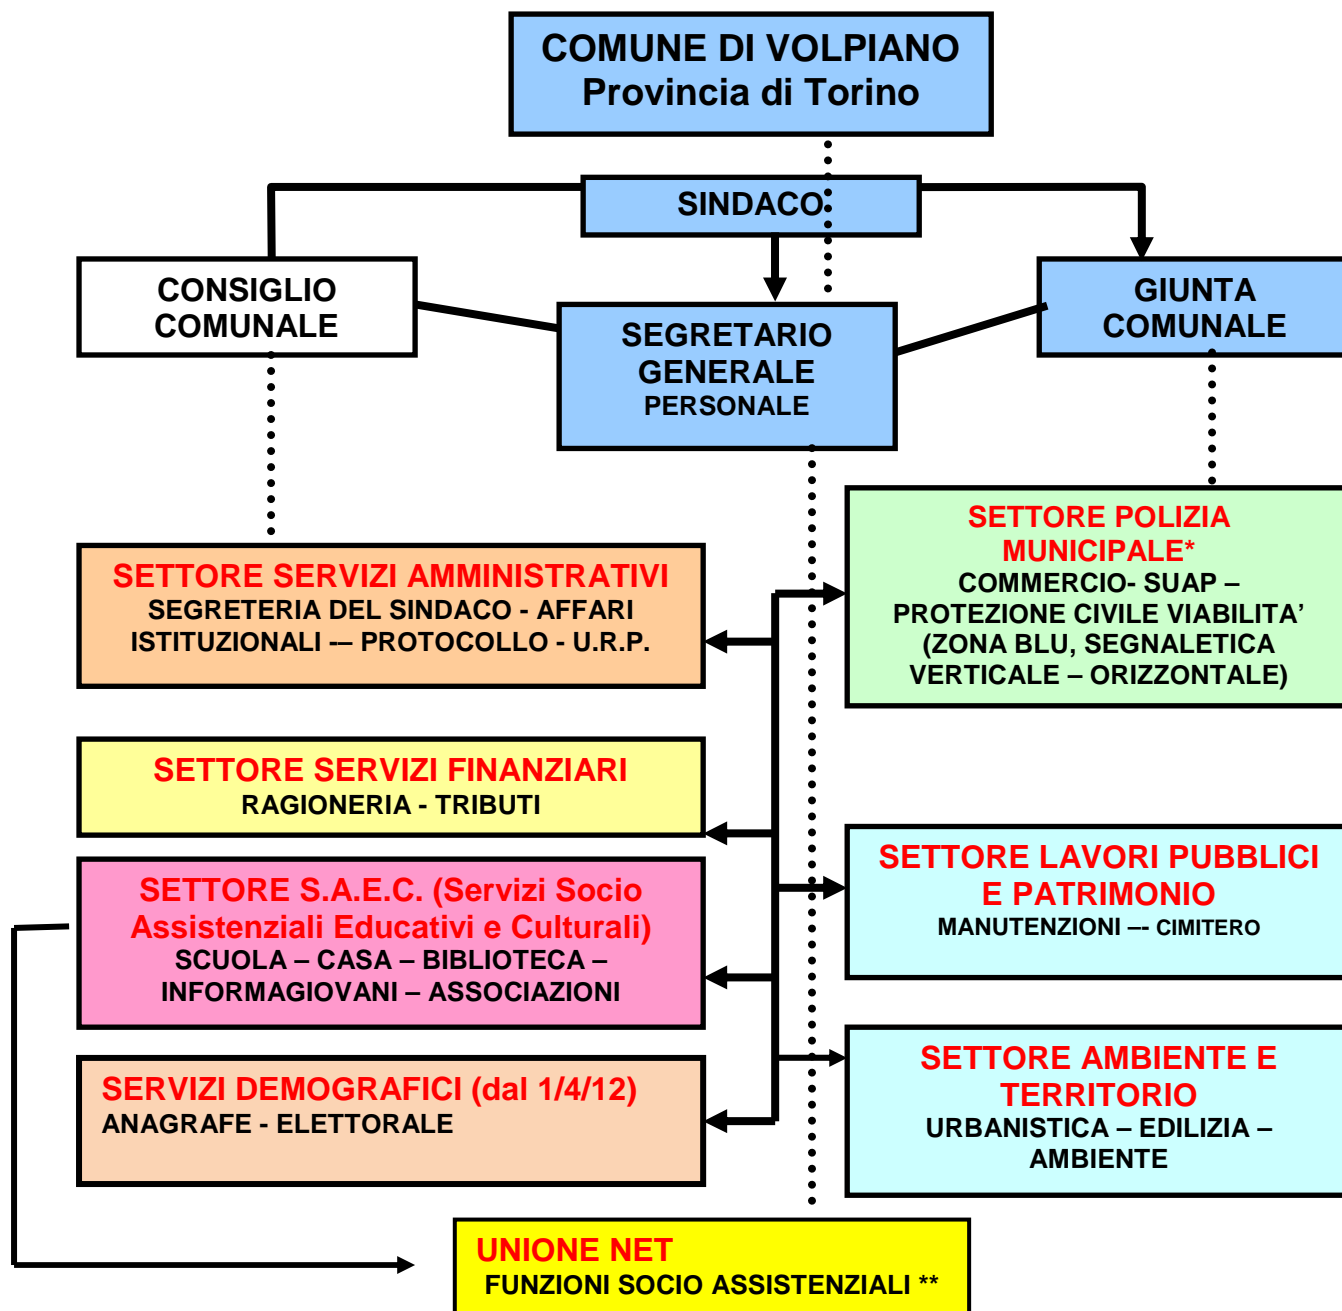 COMUNE DI VOLPIANO
Provincia di Torino
SINDACO
CONSIGLIO
COMUNALE
SEGRETARIO
GENERALE
PERSONALE
GIUNTA
COMUNALE
SETTORE SERVIZI AMMINISTRATIVI
SEGRETERIA DEL SINDACO - AFFARI
ISTITUZIONALI -– PROTOCOLLO - U.R.P.
SETTORE POLIZIA
MUNICIPALE*
COMMERCIO- SUAP –
PROTEZIONE CIVILE VIABILITA’
(ZONA BLU, SEGNALETICA
VERTICALE – ORIZZONTALE)
SETTORE SERVIZI FINANZIARI
RAGIONERIA - TRIBUTI
SETTORE LAVORI PUBBLICI
E PATRIMONIO
MANUTENZIONI –- CIMITERO
SETTORE S.A.E.C. (Servizi Socio
Assistenziali Educativi e Culturali)
SCUOLA – CASA – BIBLIOTECA –
INFORMAGIOVANI – ASSOCIAZIONI
SERVIZI DEMOGRAFICI (dal 1/4/12)
ANAGRAFE - ELETTORALE
SETTORE AMBIENTE E
TERRITORIO
URBANISTICA – EDILIZIA –
AMBIENTE
UNIONE NET
FUNZIONI SOCIO ASSISTENZIALI **